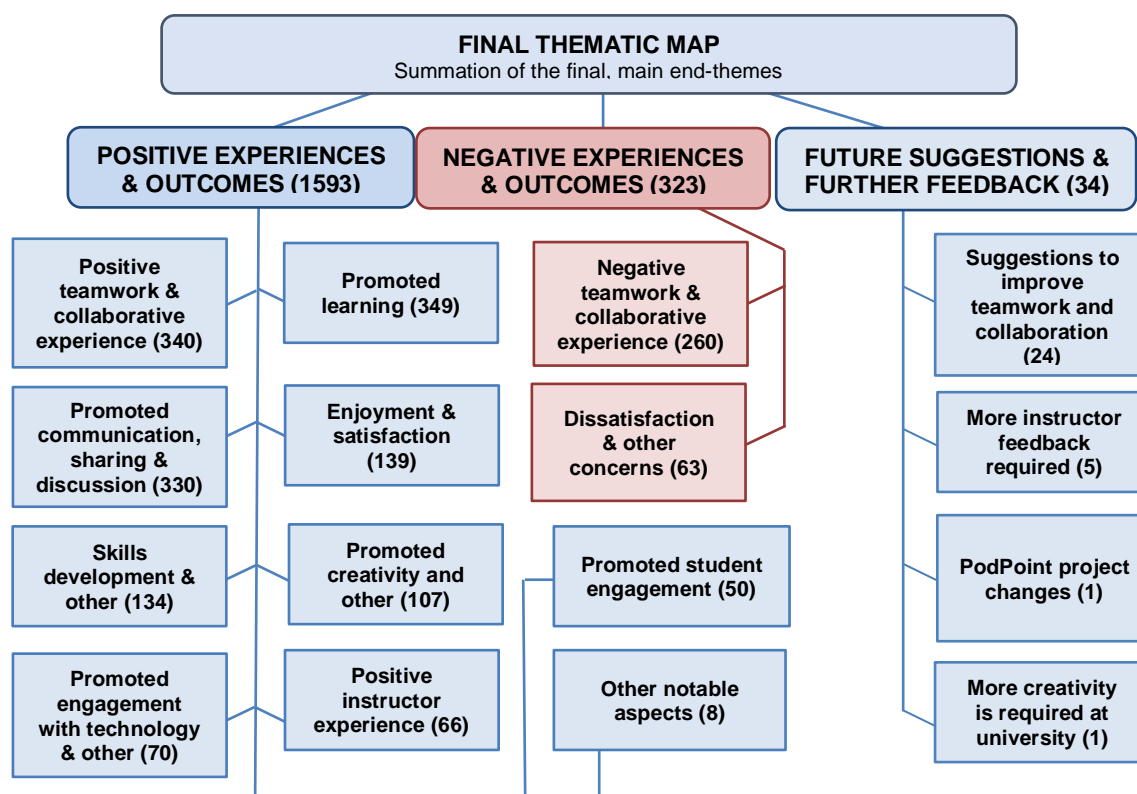 FINAL THEMATIC MAP
Summation of the final, main end-themes
POSITIVE EXPERIENCES
& OUTCOMES (1593)
NEGATIVE EXPERIENCES
& OUTCOMES (323)
FUTURE SUGGESTIONS &
FURTHER FEEDBACK (34)
Positive
teamwork &
collaborative
experience (340)
Promoted
learning (349)
Negative
teamwork &
collaborative
experience (260)
Suggestions to
improve
teamwork and
collaboration
(24)
Promoted
communication,
sharing &
discussion (330)
Enjoyment &
satisfaction
(139)
Dissatisfaction
& other
concerns (63)
More instructor
feedback
required (5)
Skills
development &
other (134)
Promoted
creativity and
other (107)
Promoted student
engagement (50)
PodPoint project
changes (1)
Promoted
engagement
with technology
& other (70)
Positive
instructor
experience (66)
Other notable
aspects (8)
More creativity
is required at
university (1)